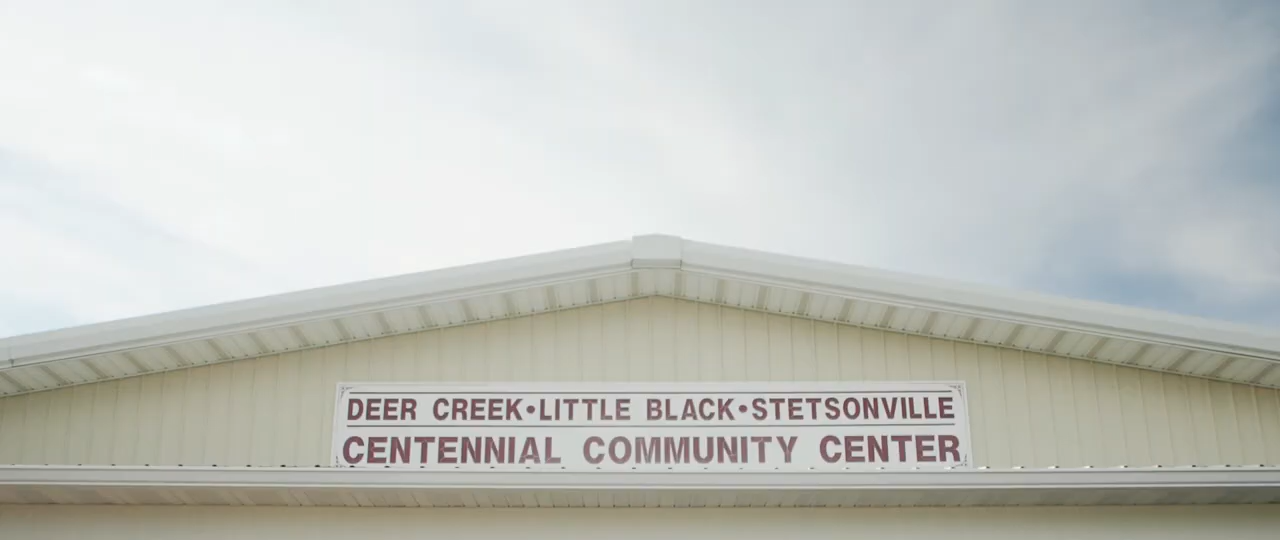 DEER CREEK•LITTLE BLACK•STETSONVILLE
CENTENNIAL COMMUNITY CENTER